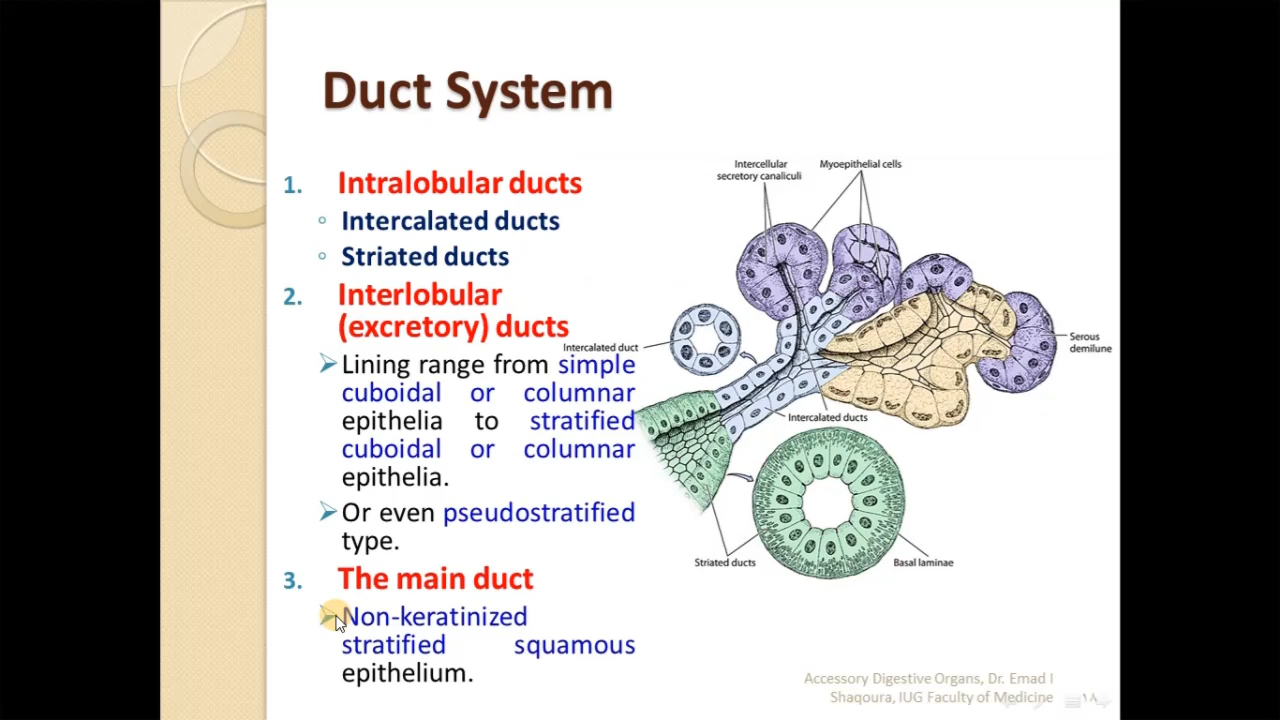 Duct System
1. Intralobular ducts
◦ Intercalated ducts
◦ Striated ducts
2. Interlobular
(excretory) ducts
➢ Lining range from simple
cuboidal or columnar
epithelia to stratified
cuboidal or columnar
epithelia.
➢ Or even pseudostratified
type.
3. The main duct
➢ Non-keratinized
stratified squamous
epithelium.
Intercellular
secretory canaliculi
Myoepithelial cells
Intercalated duct
Serous
demilune
Intercalated ducts
Striated ducts
Basal laminae
Accessory Digestive Organs, Dr. Emad I
Shaqoura, IUG Faculty of Medicine
١٨